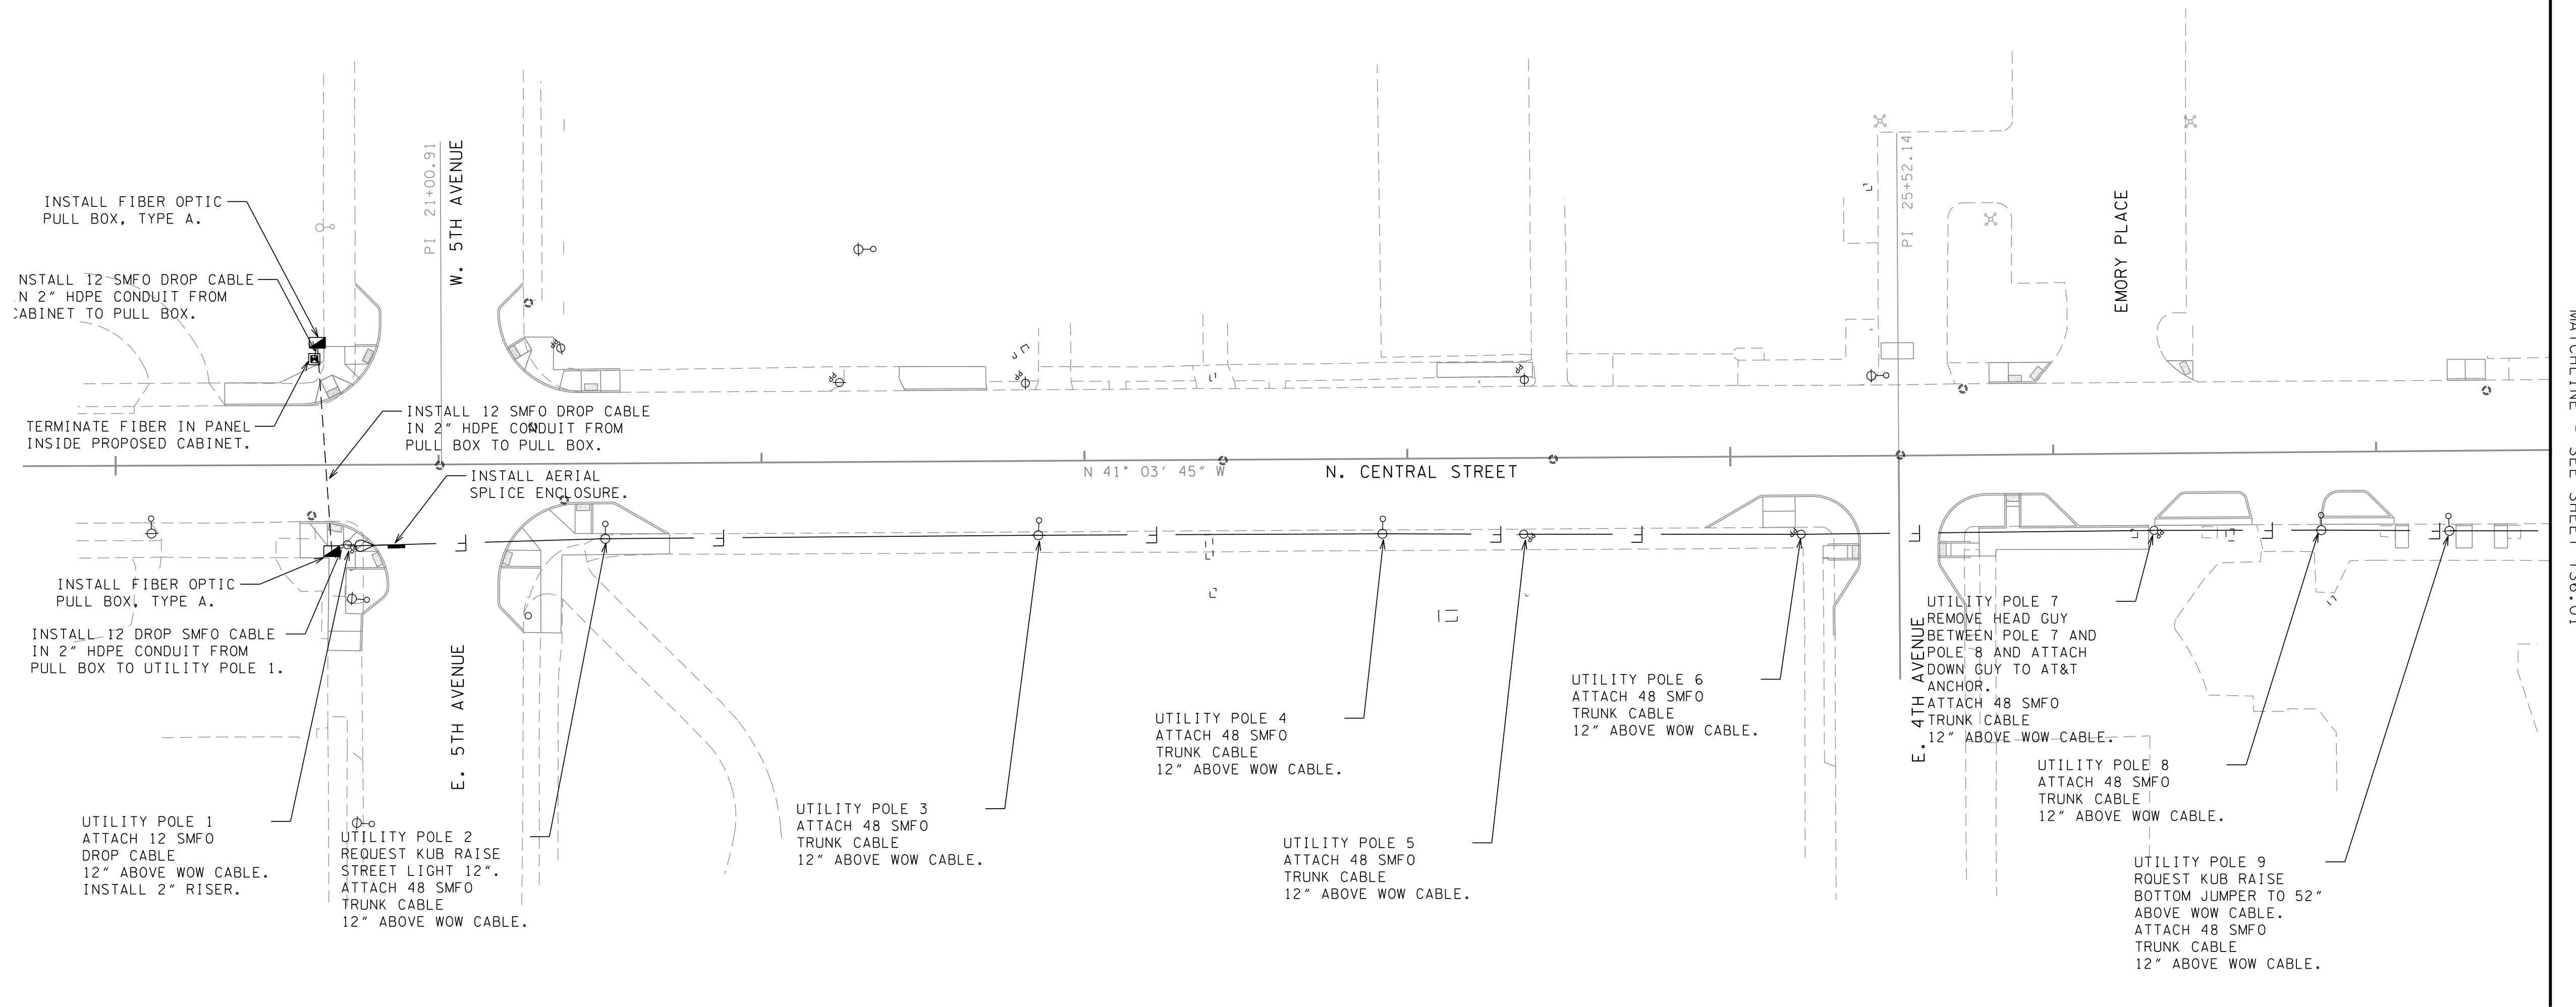 INSTALL FIBER OPTIC
PULL BOX, TYPE A.
NSTALL 12 SMFO DROP CABLE
N 2" HDPE CONDUIT FROM
CABINET TO PULL BOX.
TERMINATE FIBER IN PANEL
INSIDE PROPOSED CABINET.
PI 21+00.91
W. 5TH AVENUE
INSTALL 12 SMFO DROP CABLE
IN 2" HDPE CONDUIT FROM
PULL BOX TO PULL BOX.
INSTALL AERIAL
SPLICE ENCLOSURE.
PP
PP
PP
PP
N 41° 03' 45" W
N. CENTRAL STREET
PI 25+52.14
EMORY PLACE
MATCHLINE - SEE SHEET
INSTALL FIBER OPTIC
PULL BOX, TYPE A.
INSTALL 12 DROP SMFO CABLE
IN 2" HDPE CONDUIT FROM
PULL BOX TO UTILITY POLE 1.
E. 5TH AVENUE
UTILITY POLE 1
ATTACH 12 SMFO
DROP CABLE
12" ABOVE WOW CABLE.
INSTALL 2" RISER.
UTILITY POLE 2
REQUEST KUB RAISE
STREET LIGHT 12".
ATTACH 48 SMFO
TRUNK CABLE
12" ABOVE WOW CABLE.
UTILITY POLE 3
ATTACH 48 SMFO
TRUNK CABLE
12" ABOVE WOW CABLE.
UTILITY POLE 4
ATTACH 48 SMFO
TRUNK CABLE
12" ABOVE WOW CABLE.
UTILITY POLE 5
ATTACH 48 SMFO
TRUNK CABLE
12" ABOVE WOW CABLE.
UTILITY POLE 6
ATTACH 48 SMFO
TRUNK CABLE
12" ABOVE WOW CABLE.
E. 4TH AVENUE
UTILITY POLE 7
REMOVE HEAD GUY
BETWEEN POLE 7 AND
POLE 8 AND ATTACH
DOWN GUY TO AT&T
ANCHOR.
ATTACH 48 SMFO
TRUNK CABLE
12" ABOVE WOW CABLE.
UTILITY POLE 8
ATTACH 48 SMFO
TRUNK CABLE
12" ABOVE WOW CABLE.
UTILITY POLE 9
RQUEST KUB RAISE
BOTTOM JUMPER TO 52"
ABOVE WOW CABLE.
ATTACH 48 SMFO
TRUNK CABLE
12" ABOVE WOW CABLE.